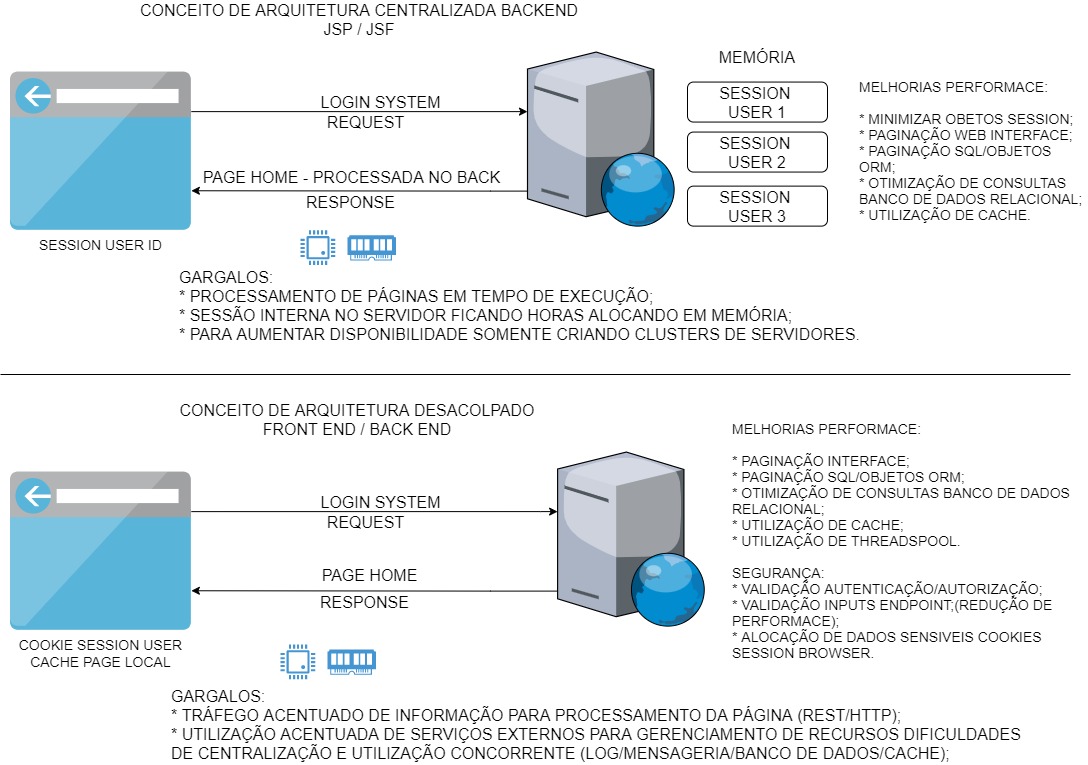 CONCEITO DE ARQUITETURA CENTRALIZADA BACKEND
JSP / JSF
LOGIN SYSTEM
REQUEST
PAGE HOME - PROCESSADA NO BACK
RESPONSE
SESSION USER ID
MEMÓRIA
SESSION
USER 1
SESSION
USER 2
SESSION
USER 3
MELHORIAS PERFORMACE:
* MINIMIZAR OBETOS SESSION;
* PAGINAÇÃO WEB INTERFACE;
* PAGINAÇÃO SQL/OBJETOS
ORM;
* OTIMIZAÇÃO DE CONSULTAS
BANCO DE DADOS RELACIONAL;
* UTILIZAÇÃO DE CACHE.
GARGALOS:
* PROCESSAMENTO DE PÁGINAS EM TEMPO DE EXECUÇÃO;
* SESSÃO INTERNA NO SERVIDOR FICANDO HORAS ALOCANDO EM MEMÓRIA;
* PARA AUMENTAR DISPONIBILIDADE SOMENTE CRIANDO CLUSTERS DE SERVIDORES.
CONCEITO DE ARQUITETURA DESACOLPADO
FRONT END / BACK END
LOGIN SYSTEM
REQUEST
PAGE HOME
RESPONSE
COOKIE SESSION USER
CACHE PAGE LOCAL
MELHORIAS PERFORMACE:
* PAGINAÇÃO INTERFACE;
* PAGINAÇÃO SQL/OBJETOS ORM;
* OTIMIZAÇÃO DE CONSULTAS BANCO DE DADOS
RELACIONAL;
* UTILIZAÇÃO DE CACHE;
* UTILIZAÇÃO DE THREADSPOOL.
SEGURANÇA:
* VALIDAÇÃO AUTENTICAÇÃO/AUTORIZAÇÃO;
* VALIDAÇÃO INPUTS ENDPOINT;(REDUÇÃO DE
PERFORMACE);
* ALOCAÇÃO DE DADOS SENSIVEIS COOKIES
SESSION BROWSER.
GARGALOS:
* TRÁFEGO ACENTUADO DE INFORMAÇÃO PARA PROCESSAMENTO DA PÁGINA (REST/HTTP);
* UTILIZAÇÃO ACENTUADA DE SERVIÇOS EXTERNOS PARA GERENCIAMENTO DE RECURSOS DIFICULDADES
DE CENTRALIZAÇÃO E UTILIZAÇÃO CONCORRENTE (LOG/MENSAGERIA/BANCO DE DADOS/CACHE);